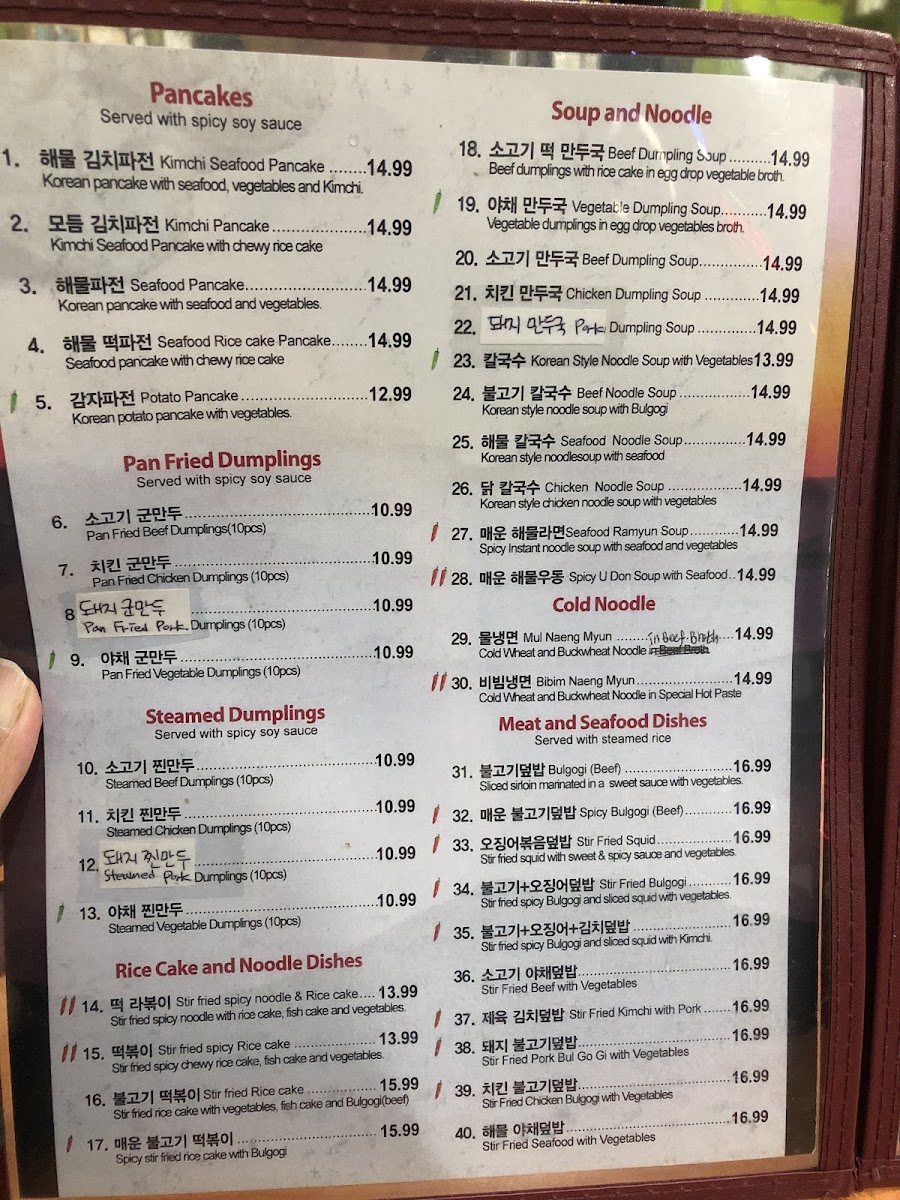 Pancakes
Served with spicy soy sauce
1. 해물 김치파전 Kimchi Seafood Pancake ........14.99
Korean pancake with seafood, vegetables and Kimchi.
2. 모듬 김치파전 Kimchi Pancake ......................14.99
Kimchi Seafood Pancake with chewy rice cake
3. 해물파전 Seafood Pancake............................14.99
Korean pancake with seafood and vegetables.
4. 해물 떡파전 Seafood Rice cake Pancake.......14.99
Seafood pancake with chewy rice cake
5. 감자파전 Potato Pancake .............................12.99
Korean potato pancake with vegetables.
Pan Fried Dumplings
Served with spicy soy sauce
6. 소고기 군만두.............................................10.99
Pan Fried Beef Dumplings(10pcs)
7. 치킨 군만두 ..............................................10.99
Pan Fried Chicken Dumplings (10pcs)
8 돼지 군만두 ..........................................10.99
Pan Fried Pork Dumplings (10pcs)
9. 야채 군만두 .............................................10.99
Pan Fried Vegetable Dumplings (10pcs)
Steamed Dumplings
Served with spicy soy sauce
10. 소고기 찐만두..........................................10.99
Steamed Beef Dumplings (10pcs)
11. 치킨 찐만두 ............................................10.99
Steamed Chicken Dumplings (10pcs)
12. 돼지 찐만두 ..........................................10.99
Steamed Pork Dumplings (10pcs)
13. 야채 찐만두 ............................................10.99
Steamed Vegetable Dumplings (10pcs)
Rice Cake and Noodle Dishes
14. 떡 라볶이 Stir fried spicy noodle & Rice cake.... 13.99
Stir fried spicy noodle with rice cake, fish cake and vegetables.
15. 떡볶이 Stir fried spicy Rice cake ..................... 13.99
Stir fried spicy chewy rice cake, fish cake and vegetables.
16. 불고기 떡볶이 Stir fried Rice cake .................. 15.99
Stir fried rice cake with vegetables, fish cake and Bulgogi(beef)
17. 매운 불고기 떡볶이 ................................... 15.99
Spicy stir fried rice cake with Bulgogi
Soup and Noodle
18. 소고기 떡 만두국 Beef Dumpling Soup ..........14.99
Beef dumplings with rice cake in egg drop vegetable broth.
19. 야채 만두국 Vegetable Dumpling Soup...........14.99
Vegetable dumplings in egg drop vegetables broth.
20. 소고기 만두국 Beef Dumpling Soup...............14.99
21. 치킨 만두국 Chicken Dumpling Soup .............14.99
22. 돼지 만두국 Pork Dumpling Soup ...............14.99
23. 칼국수 Korean Style Noodle Soup with Vegetables13.99
24. 불고기 칼국수 Beef Noodle Soup .................14.99
Korean style noodle soup with Bulgogi
25. 해물 칼국수 Seafood Noodle Soup...............14.99
Korean style noodlesoup with seafood
26. 닭 칼국수 Chicken Noodle Soup ..................14.99
Korean style chicken noodle soup with vegetables
27. 매운 해물라면Seafood Ramyun Soup............14.99
Spicy Instant noodle soup with seafood and vegetables
28. 매운 해물우동 Spicy U Don Soup with Seafood..14.99
Cold Noodle
29. 물냉면 Mul Naeng Myun .........In Beef Broth...14.99
Cold Wheat and Buckwheat Noodle in Beef Broth
30. 비빔냉면 Bibim Naeng Myun........................14.99
Cold Wheat and Buckwheat Noodle in Special Hot Paste
Meat and Seafood Dishes
Served with steamed rice
31. 불고기덮밥 Bulgogi (Beef) ...........................16.99
Sliced sirloin marinated in a sweet sauce with vegetables.
32. 매운 불고기덮밥 Spicy Bulgogi (Beef)............16.99
33. 오징어볶음덮밥 Stir Fried Squid...................16.99
Stir fried squid with sweet & spicy sauce and vegetables.
34. 불고기+오징어덮밥 Stir Fried Bulgogi ...........16.99
Stir fried spicy Bulgogi and sliced squid with vegetables.
35. 불고기+오징어+김치덮밥 ..........................16.99
Stir fried spicy Bulgogi and sliced squid with Kimchi.
36. 소고기 야채덮밥.......................................16.99
Stir Fried Beef with Vegetables
37. 제육 김치덮밥 Stir Fried Kimchi with Pork .......16.99
38. 돼지 불고기덮밥.......................................16.99
Stir Fried Pork Bul Go Gi with Vegetables
39. 치킨 불고기덮밥.......................................16.99
Stir Fried Chicken Bulgogi with Vegetables
40. 해물 야채덮밥..........................................16.99
Stir Fried Seafood with Vegetables